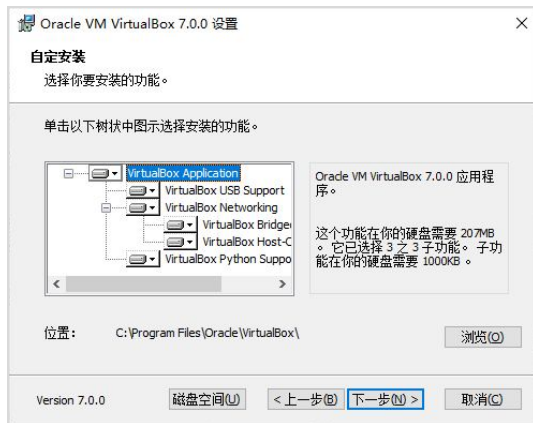 Oracle VM VirtualBox 7.0.0 设置
自定安装
选择你要安装的功能。
单击以下树状中图示选择安装的功能。
VirtualBox Application
VirtualBox USB Support
VirtualBox Networking
VirtualBox Bridge
VirtualBox Host-C
VirtualBox Python Suppo
Oracle VM VirtualBox 7.0.0 应用程
序。
这个功能在你的硬盘需要 207MB
。它已选择 3 之 3 子功能。子功
能在你的硬盘需要 1000KB。
位置: C:\Program Files\Oracle\VirtualBox\
浏览(O)
Version 7.0.0
磁盘空间(U)
< 上一步(B)
下一步(N) >
取消(C)